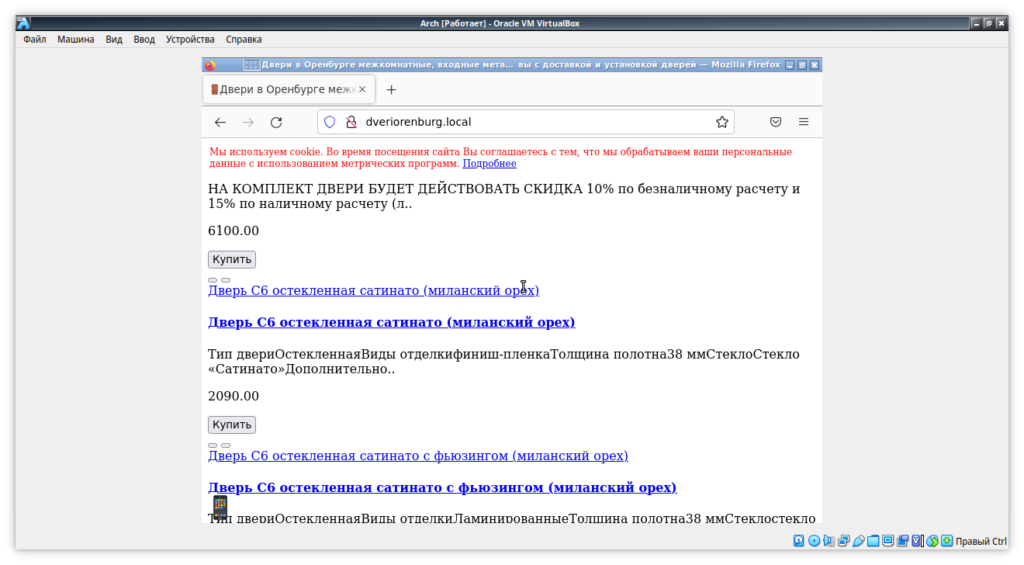 Arch [Работает] - Oracle VM VirtualBox
Файл Машина Вид Ввод Устройства Справка
Двери в Оренбурге межкомнатные, входные мета... вы с доставкой и установкой дверей — Mozilla Firefox
Двери в Оренбурге межк
dveriorenburg.local
Мы используем cookie. Во время посещения сайта Вы соглашаетесь с тем, что мы обрабатываем ваши персональные
данные с использованием метрических программ. Подробнее
НА КОМПЛЕКТ ДВЕРИ БУДЕТ ДЕЙСТВОВАТЬ СКИДКА 10% по безналичному расчету и
15% по наличному расчету (л..
6100.00
Купить
Дверь С6 остекленная сатинато (миланский орех)
Дверь С6 остекленная сатинато (миланский орех)
Тип двериОстекленнаяВиды отделкифиниш-пленкаТолщина полотна38 ммСтеклоСтекло
«Сатинато»Дополнительно..
2090.00
Купить
Дверь С6 остекленная сатинато с фьюзингом (миланский орех)
Дверь С6 остекленная сатинато с фьюзингом (миланский орех)
Тип двериОстекленнаяВиды отделкиЛаминированныеТолщина полотна38 ммСтеклостекло
Правый Ctrl